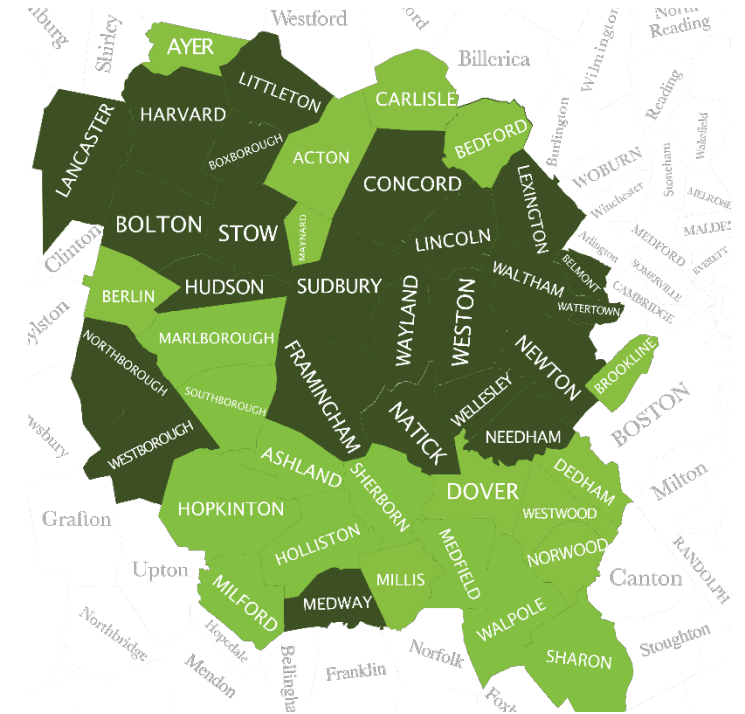 Westford
North
Reading
Shirley
AYER
Billerica
Wilmington
LITTLETON
CARLISLE
Reading
HARVARD
Burlington
Wakefield
LANCASTER
BOXBOROUGH
ACTON
BEDFORD
WOBURN
Stoneham
CONCORD
LEXINGTON
Winchester
MELROSE
BOLTON
STOW
MAYNARD
LINCOLN
Arlington
MEDFORD
Clinton
BELMONT
SOMERVILLE
EVERETT
BERLIN
HUDSON
SUDBURY
WAYLAND
WESTON
WALTHAM
CAMBRIDGE
WATERTOWN
MARLBOROUGH
NORTHBOROUGH
FRAMINGHAM
NEWTON
BROOKLINE
SOUTHBOROUGH
WELLESLEY
BOSTON
WESTBOROUGH
NATICK
NEEDHAM
ASHLAND
SHERBORN
DOVER
DEDHAM
Milton
Grafton
HOPKINTON
WESTWOOD
HOLLISTON
MEDFIELD
NORWOOD
RANDOLPH
Upton
MILLIS
Canton
MILFORD
MEDWAY
WALPOLE
Northbridge
Hopedale
Stoughton
Mendon
Franklin
Norfolk
SHARON